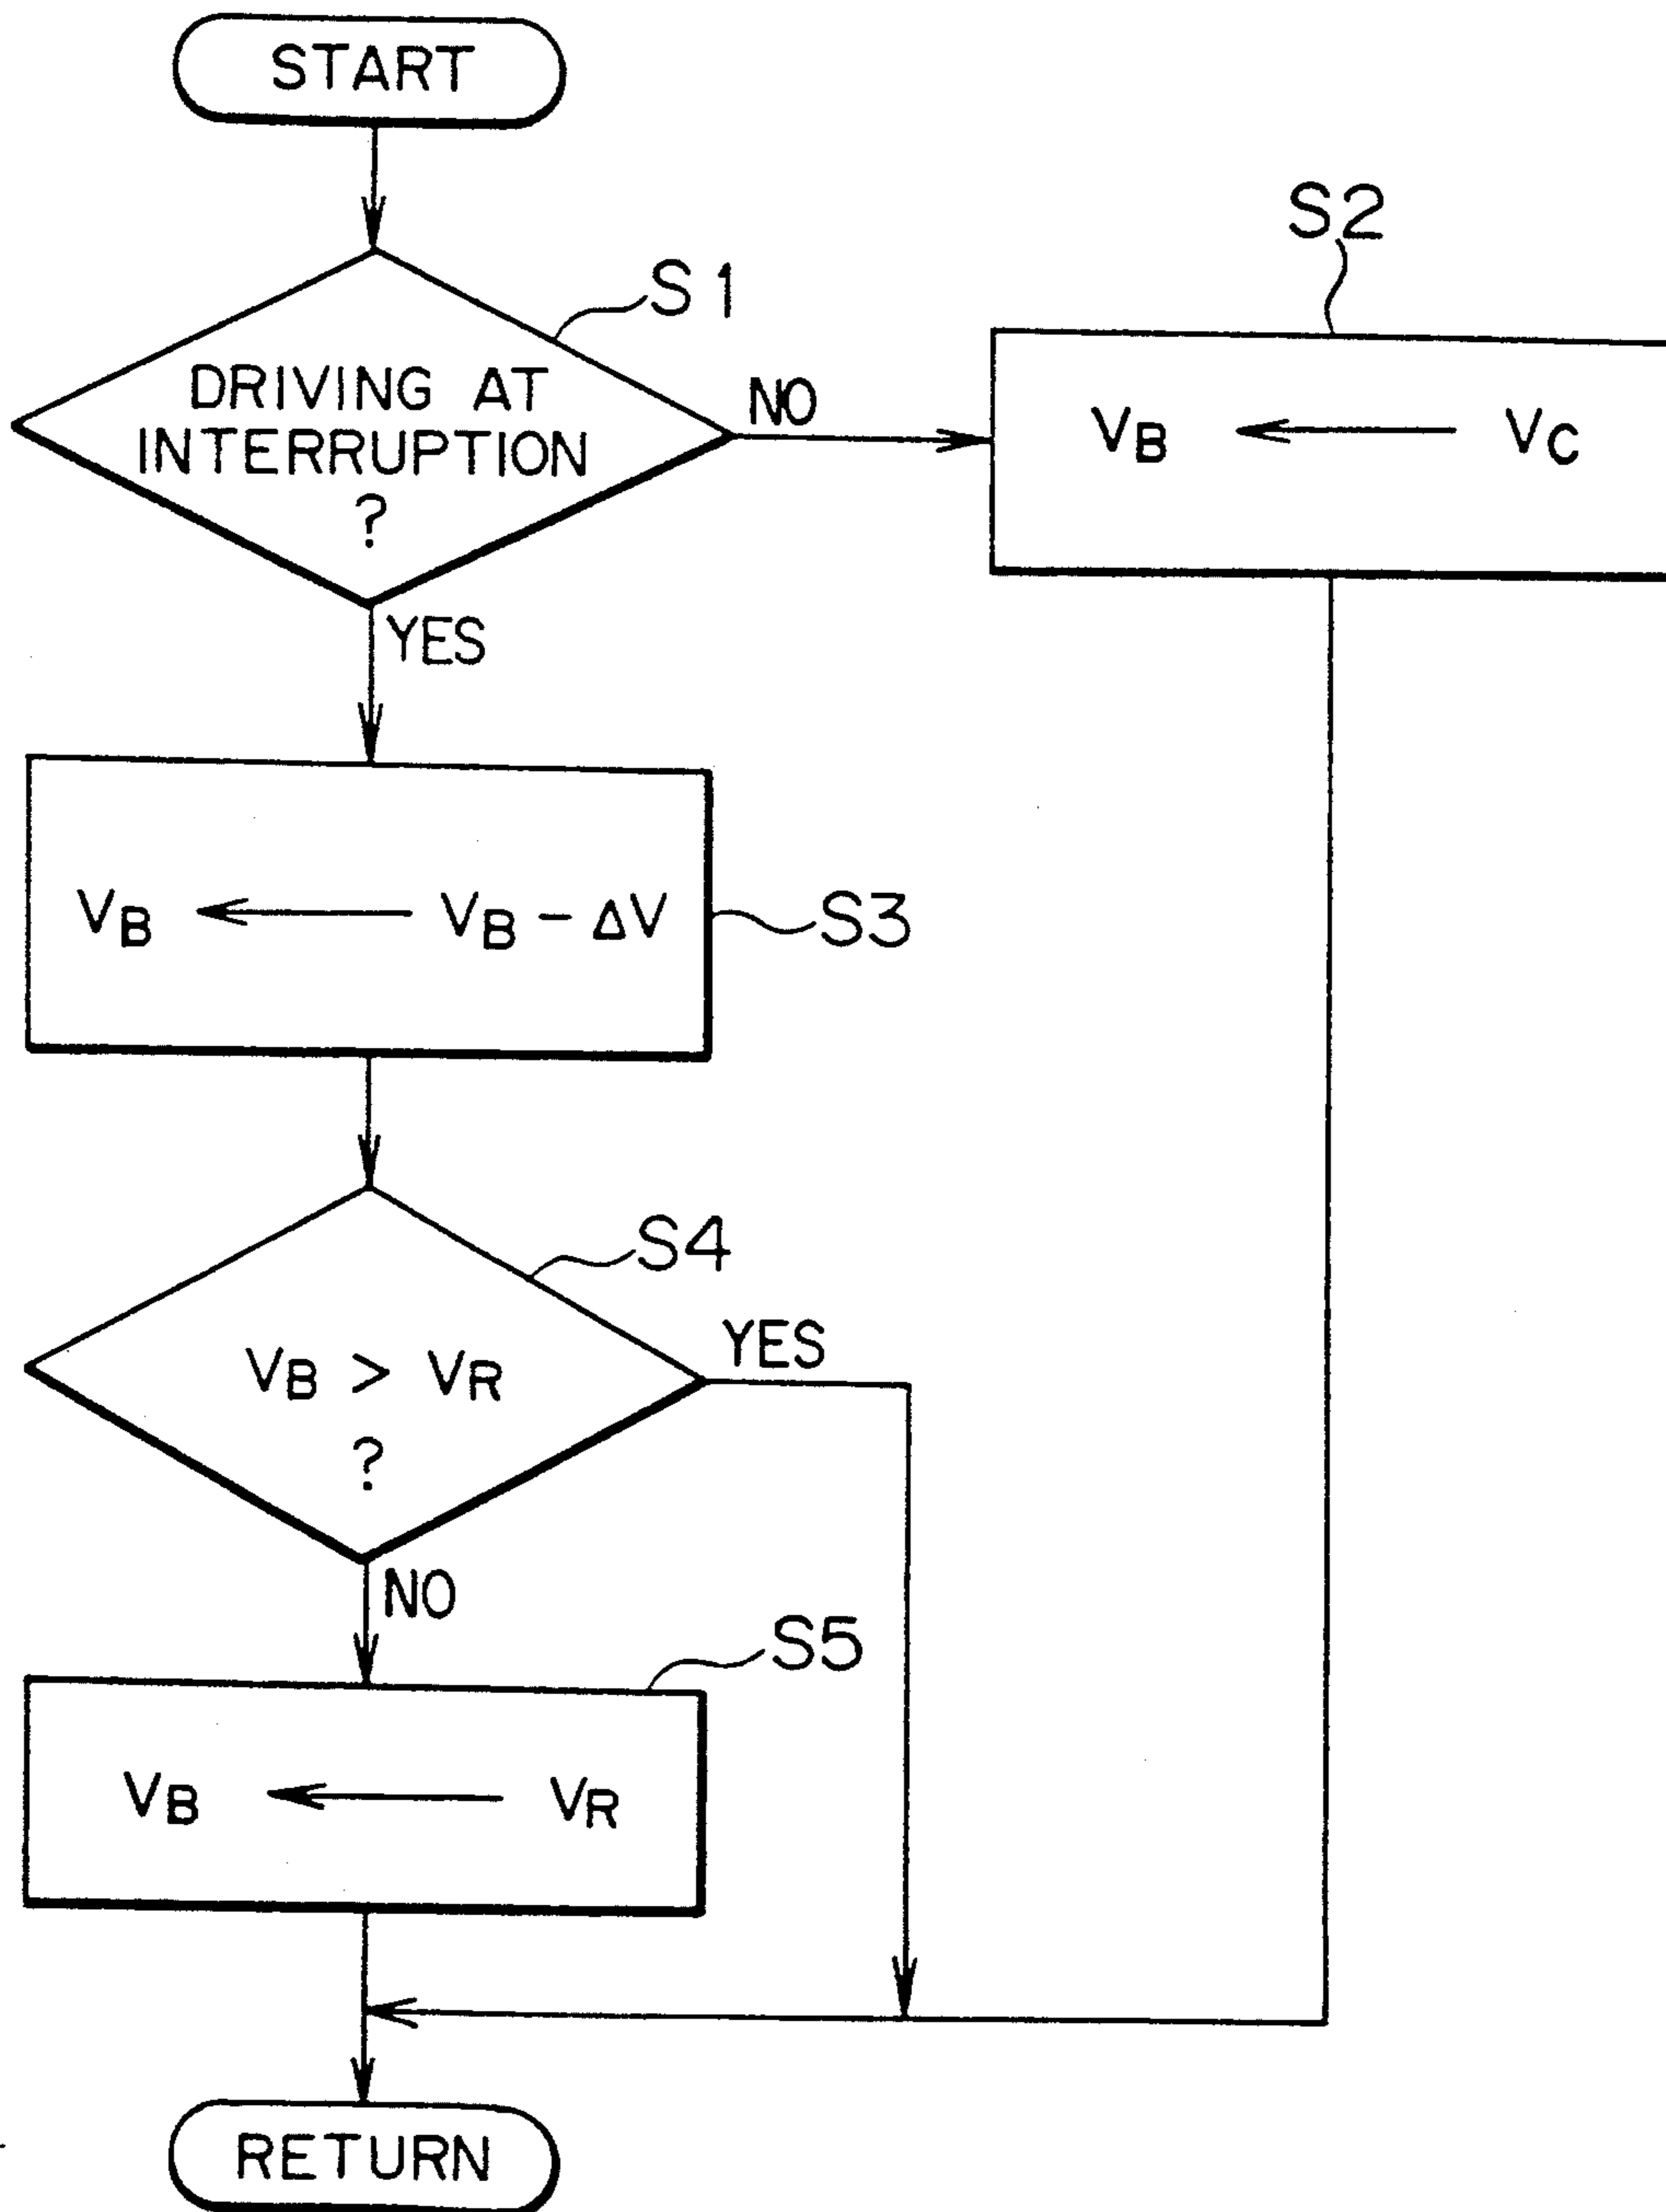 START
S1
S2
DRIVING AT
INTERRUPTION
?
NO
VB ← VC
YES
VB ← VB - ΔV
S3
S4
VB > VR
?
YES
NO
S5
VB ← VR
RETURN